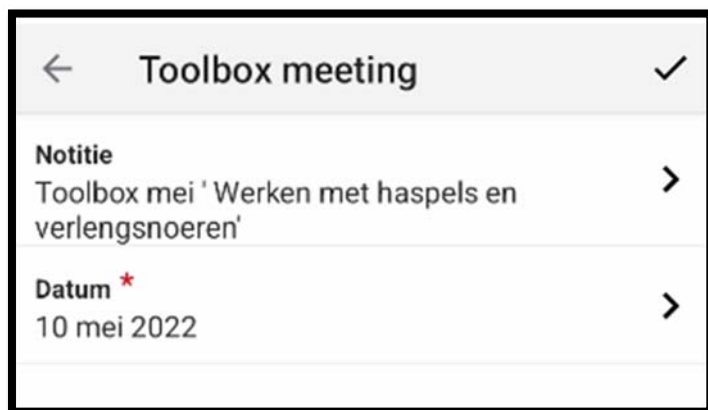 Toolbox meeting
Notitie
Toolbox mei ' Werken met haspels en
verlengsnoeren'
Datum *
10 mei 2022